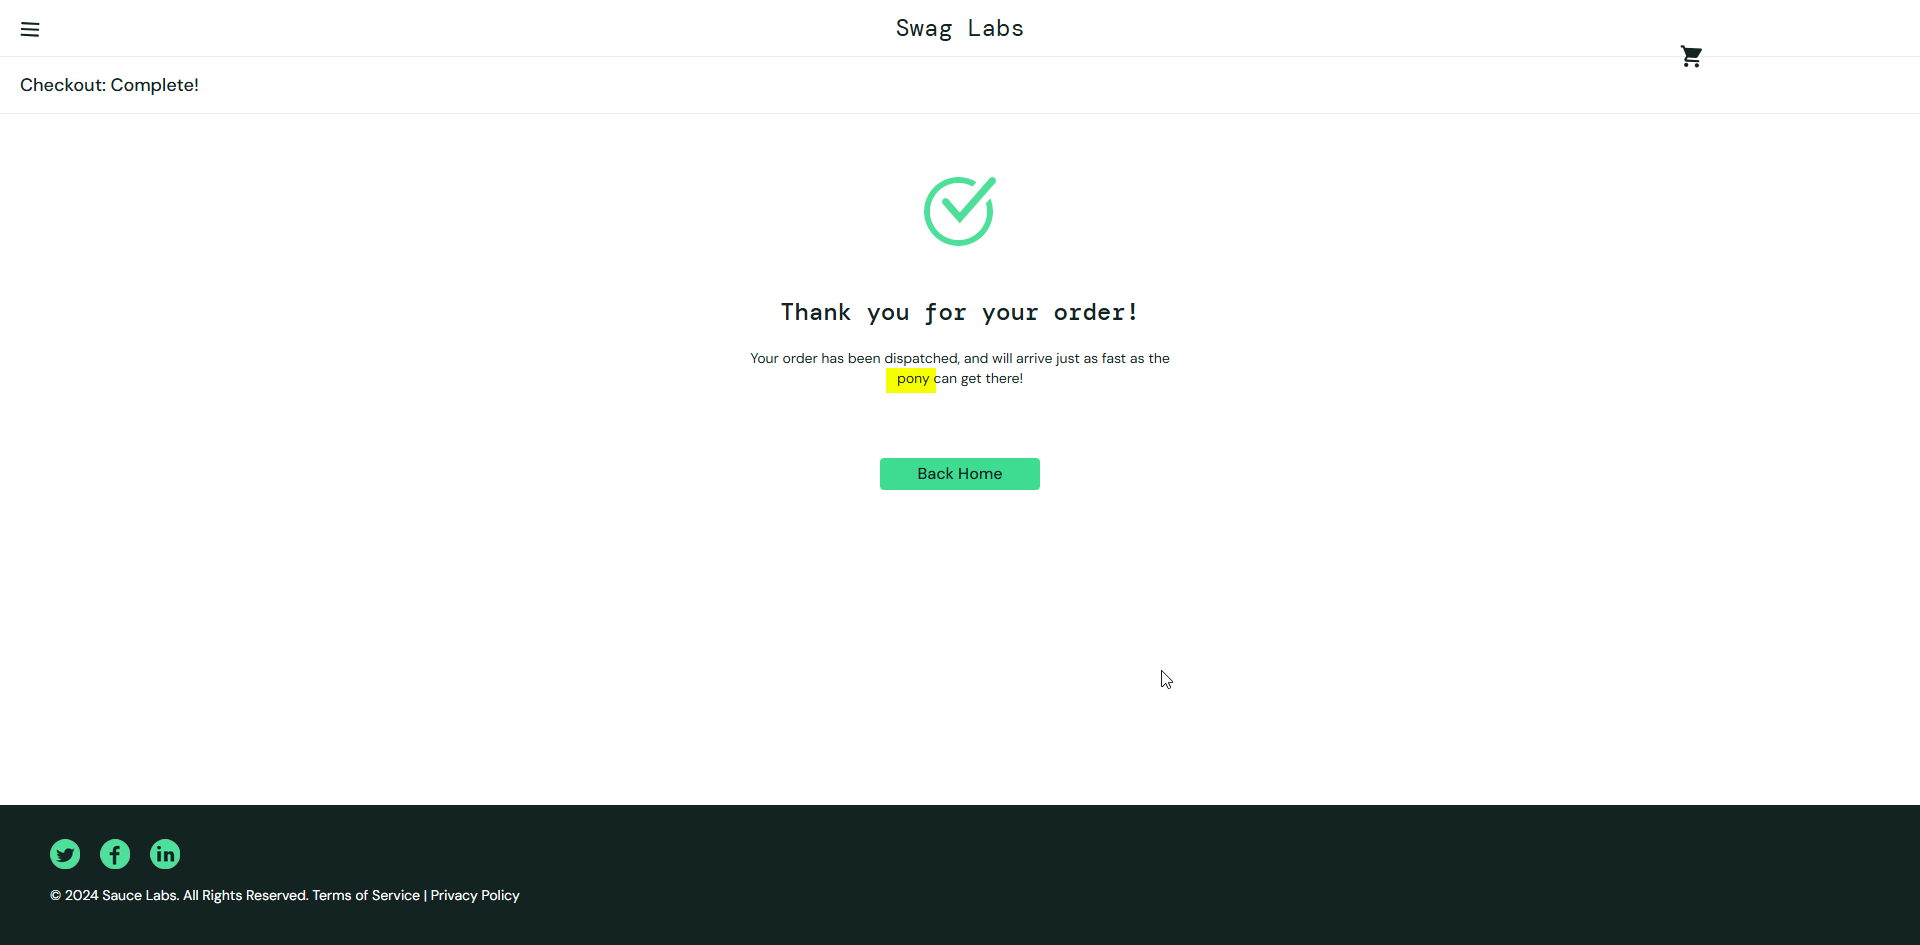 Swag Labs
Checkout: Complete!
Thank you for your order!
Your order has been dispatched, and will arrive just as fast as the
pony can get there!
Back Home
© 2024 Sauce Labs. All Rights Reserved. Terms of Service | Privacy Policy